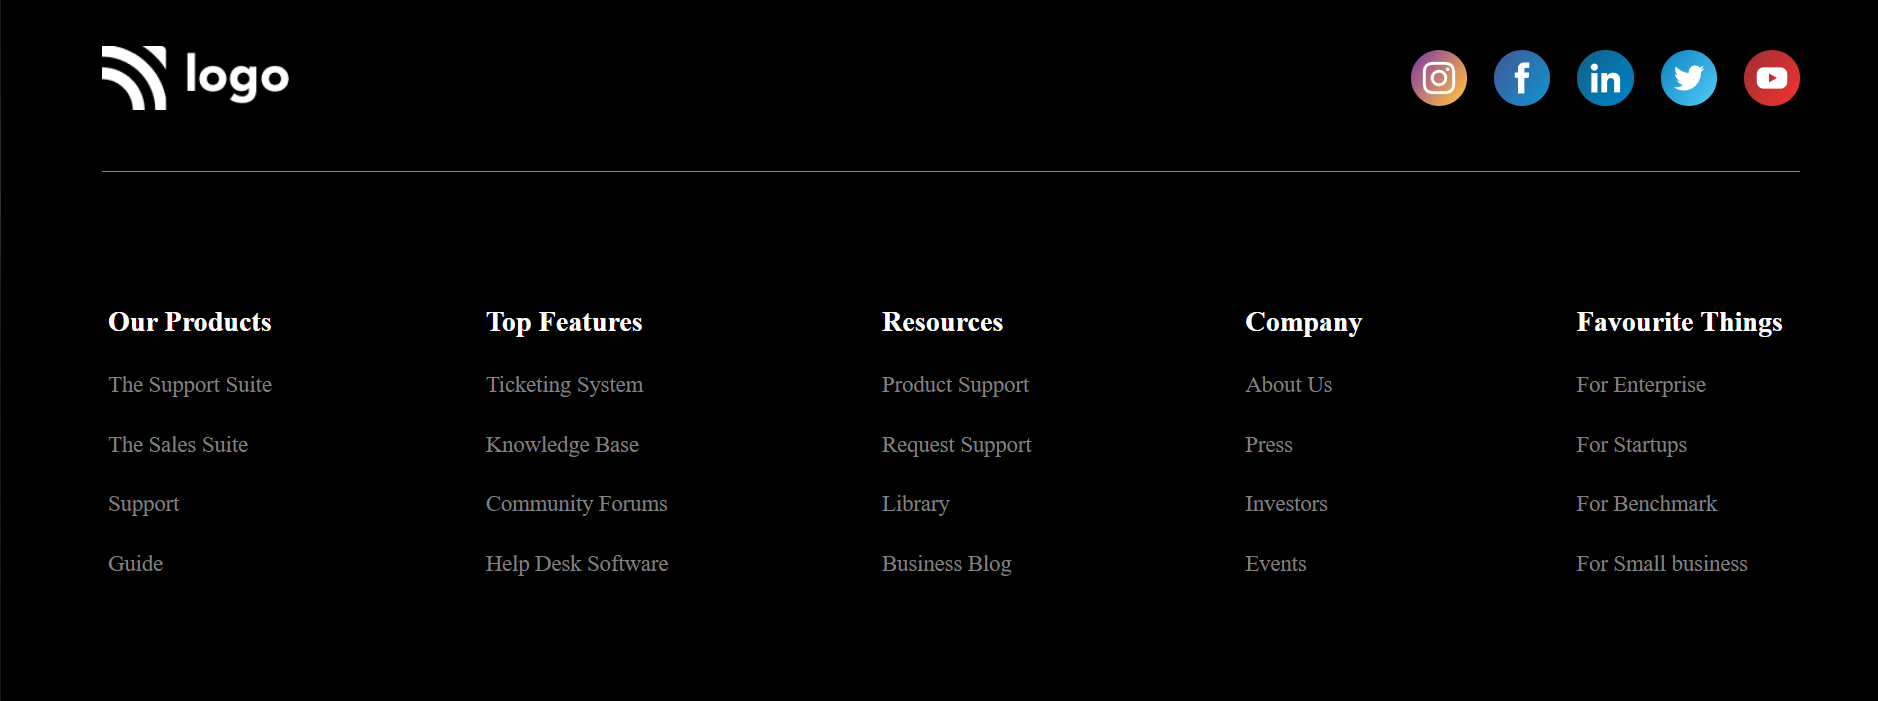 logo
Our Products
The Support Suite
The Sales Suite
Support
Guide
Top Features
Ticketing System
Knowledge Base
Community Forums
Help Desk Software
Resources
Product Support
Request Support
Library
Business Blog
Company
About Us
Press
Investors
Events
Favourite Things
For Enterprise
For Startups
For Benchmark
For Small business